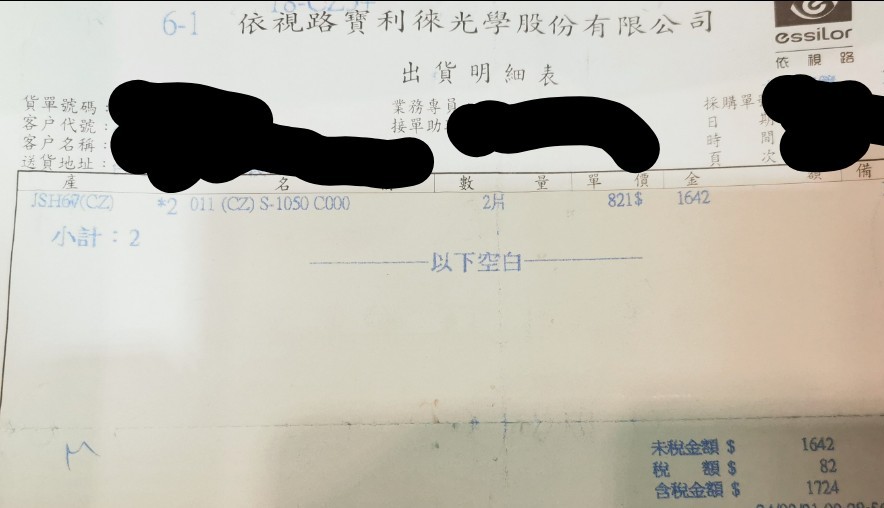 6-1 依視路寶利徠光學股份有限公司
essilor
依視路
出貨明細表
貨單號碼:
客戶代號:
客戶名稱:
送貨地址:
業務專員
接單助
採購單
日期
時間
頁次
產 名 數量 單價 金額 備
JSH67(CZ) *2 011 (CZ) S-1050 C000 2片 821$ 1642
小計:2
以下空白
未稅金額 $ 1642
稅額 $ 82
含稅金額 $ 1724